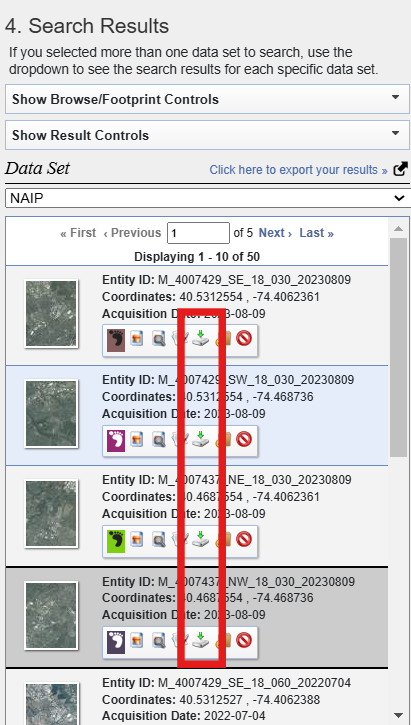 4. Search Results
If you selected more than one data set to search, use the
dropdown to see the search results for each specific data set.
Show Browse/Footprint Controls
Show Result Controls
Data Set
Click here to export your results »
NAIP
« First ‹ Previous 1 of 5 Next › Last »
Displaying 1 - 10 of 50
Entity ID: M_4007429_SE_18_030_20230809
Coordinates: 40.5312554 , -74.4062361
Acquisition Date: 2023-08-09
Entity ID: M_4007429_SW_18_030_20230809
Coordinates: 40.5312554 , -74.468736
Acquisition Date: 2023-08-09
Entity ID: M_4007437_NE_18_030_20230809
Coordinates: 40.4687554 , -74.4062361
Acquisition Date: 2023-08-09
Entity ID: M_4007437_NW_18_030_20230809
Coordinates: 40.4687554 , -74.468736
Acquisition Date: 2023-08-09
Entity ID: M_4007429_SE_18_060_20220704
Coordinates: 40.5312527 , -74.4062388
Acquisition Date: 2022-07-04